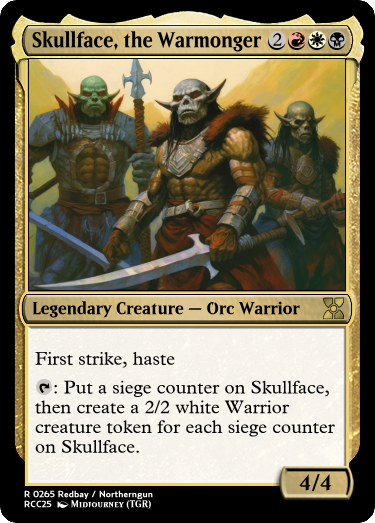 Skullface, the Warmonger 2
Legendary Creature — Orc Warrior
First strike, haste
: Put a siege counter on Skullface,
then create a 2/2 white Warrior
creature token for each siege counter
on Skullface.
4/4
R 0265 Redbay / Northerngun
RCC25 Midjourney (TGR)